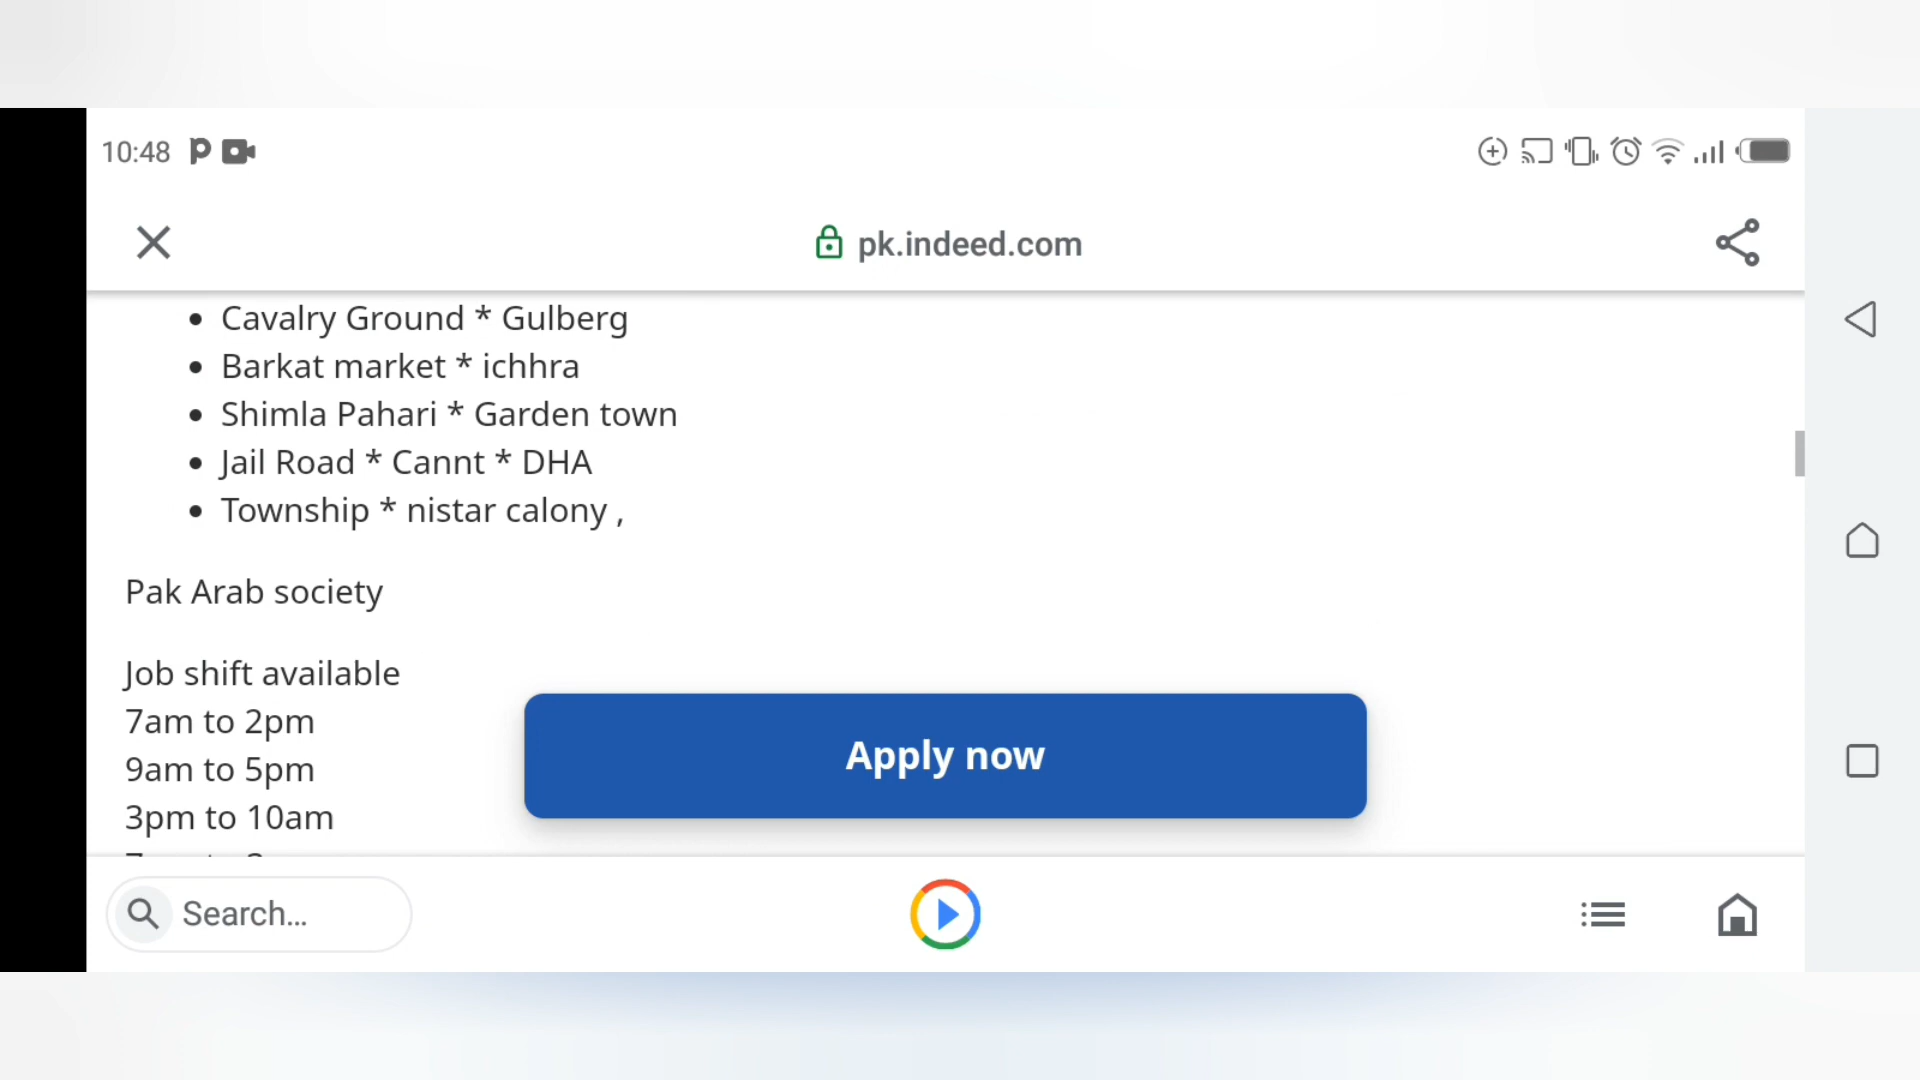 10:48
pk.indeed.com
Cavalry Ground * Gulberg
Barkat market * ichhra
Shimla Pahari * Garden town
Jail Road * Cannt * DHA
Township * nistar calony ,
Pak Arab society
Job shift available
7am to 2pm
9am to 5pm
3pm to 10am
Apply now
Search...